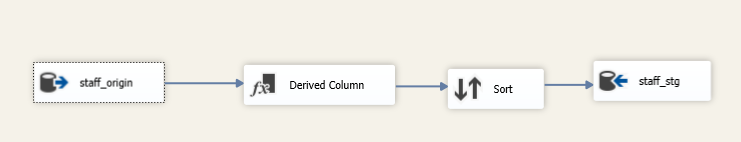 staff_origin
Derived Column
Sort
staff_stg